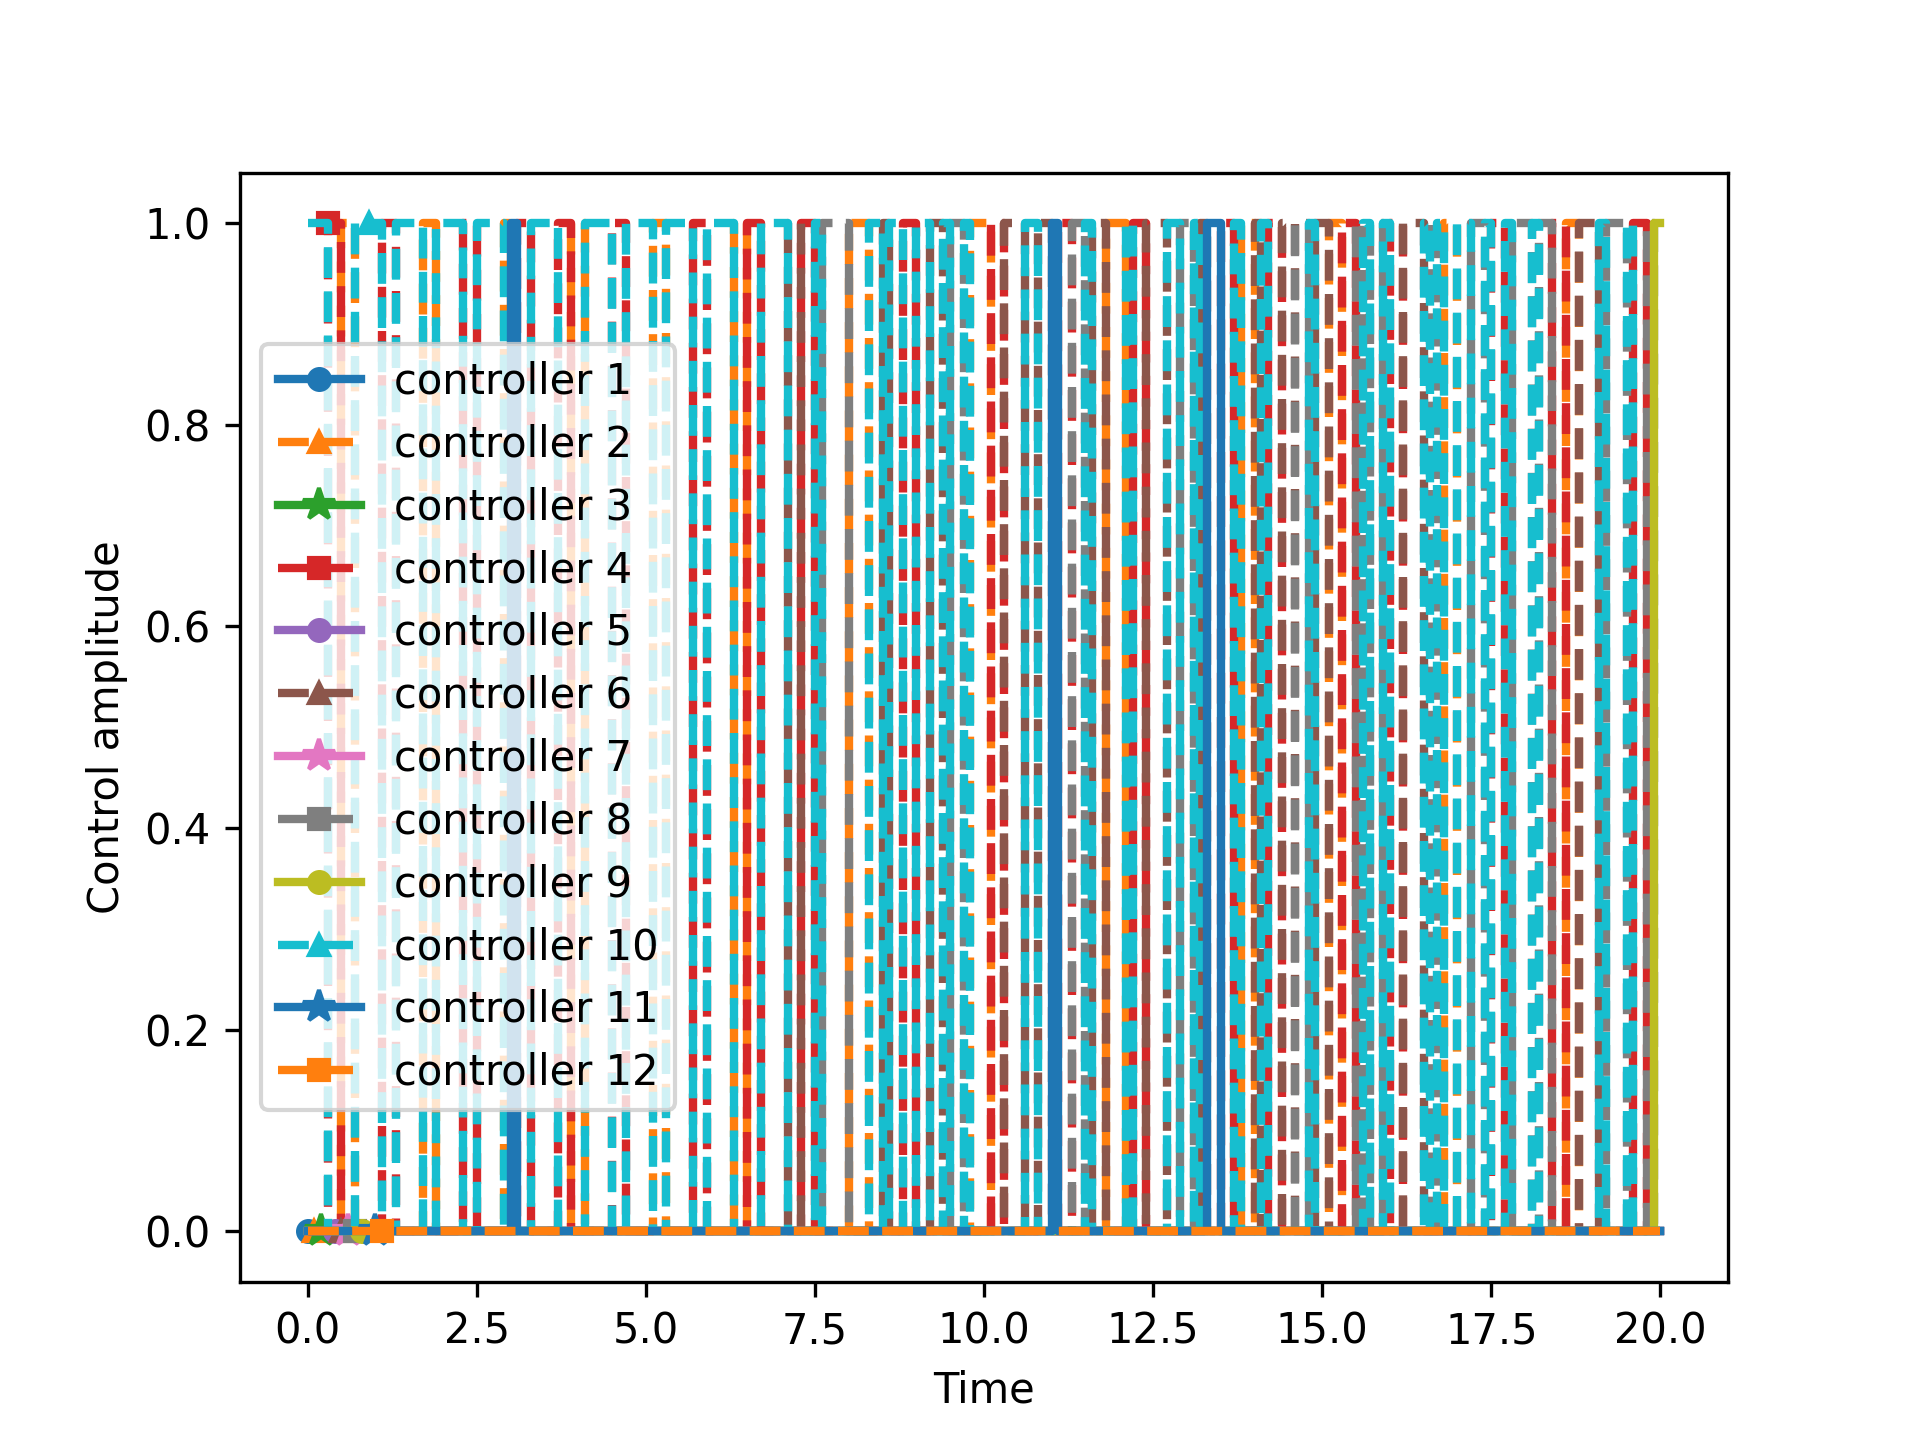 1.0
0.8
0.6
0.4
0.2
0.0
Control amplitude
controller 1
controller 2
controller 3
controller 4
controller 5
controller 6
controller 7
controller 8
controller 9
controller 10
controller 11
controller 12
0.0 2.5 5.0 7.5 10.0 12.5 15.0 17.5 20.0
Time